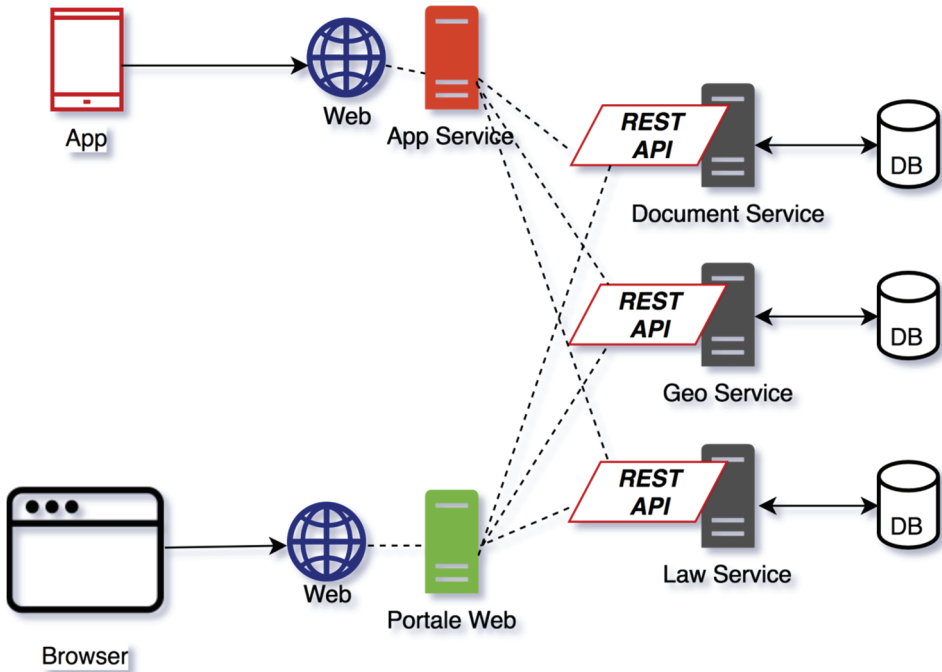 App
Web
App Service
REST
API
Document Service
DB
REST
API
Geo Service
DB
REST
API
Law Service
DB
Browser
Web
Portale Web